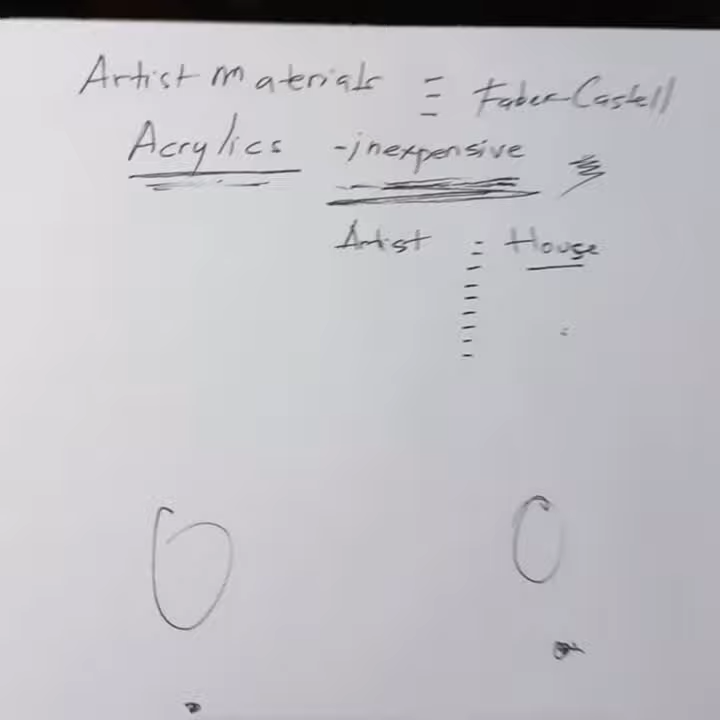 Artist Materials = Faber-Castell
Acrylics - inexpensive
Artist = House